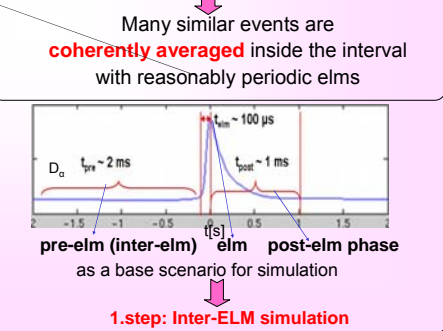 Many similar events are
coherently averaged inside the interval
with reasonably periodic elms
t_elm ~ 100 µs
D_α
t_pre ~ 2 ms
t_post ~ 1 ms
2 -1.5 -1 -0.5 0 0.5 1 1.5 2
t[s]
pre-elm (inter-elm) elm post-elm phase
as a base scenario for simulation
1.step: Inter-ELM simulation